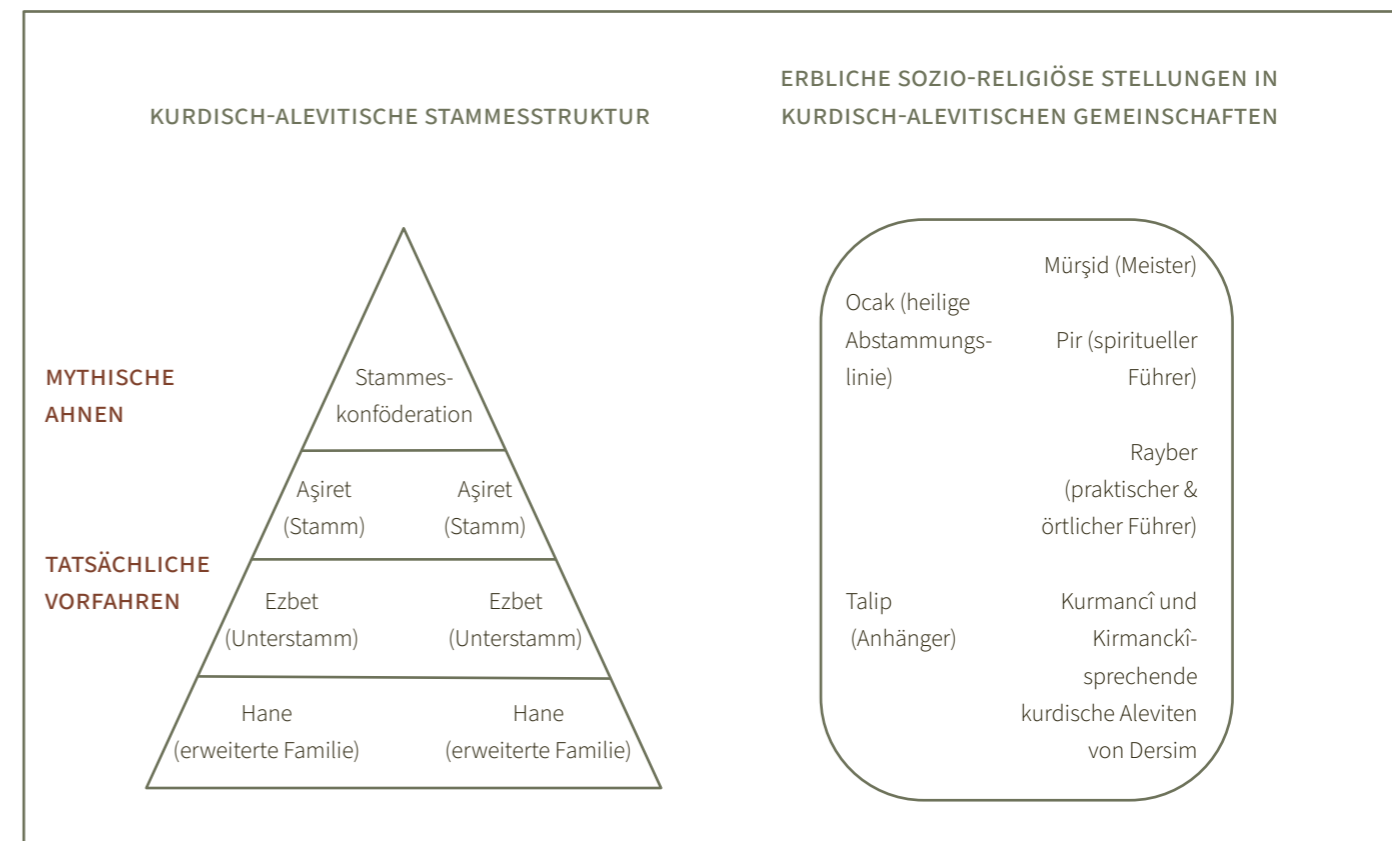 KURDISCH-ALEVITISCHE STAMMESSTRUKTUR
MYTHISCHE
AHNEN
Stammes-
konföderation
Aşiret
(Stamm)
Aşiret
(Stamm)
TATSÄCHLICHE
VORFAHREN
Ezbet
(Unterstamm)
Ezbet
(Unterstamm)
Hane
(erweiterte Familie)
Hane
(erweiterte Familie)
ERBLICHE SOZIO-RELIGIÖSE STELLUNGEN IN
KURDISCH-ALEVITISCHEN GEMEINSCHAFTEN
Ocak (heilige
Abstammungs-
linie)
Mürşid (Meister)
Pir (spiritueller
Führer)
Rayber
(praktischer &
örtlicher Führer)
Talip
(Anhänger)
Kurmancî und
Kirmanckî-
sprechende
kurdische Aleviten
von Dersim